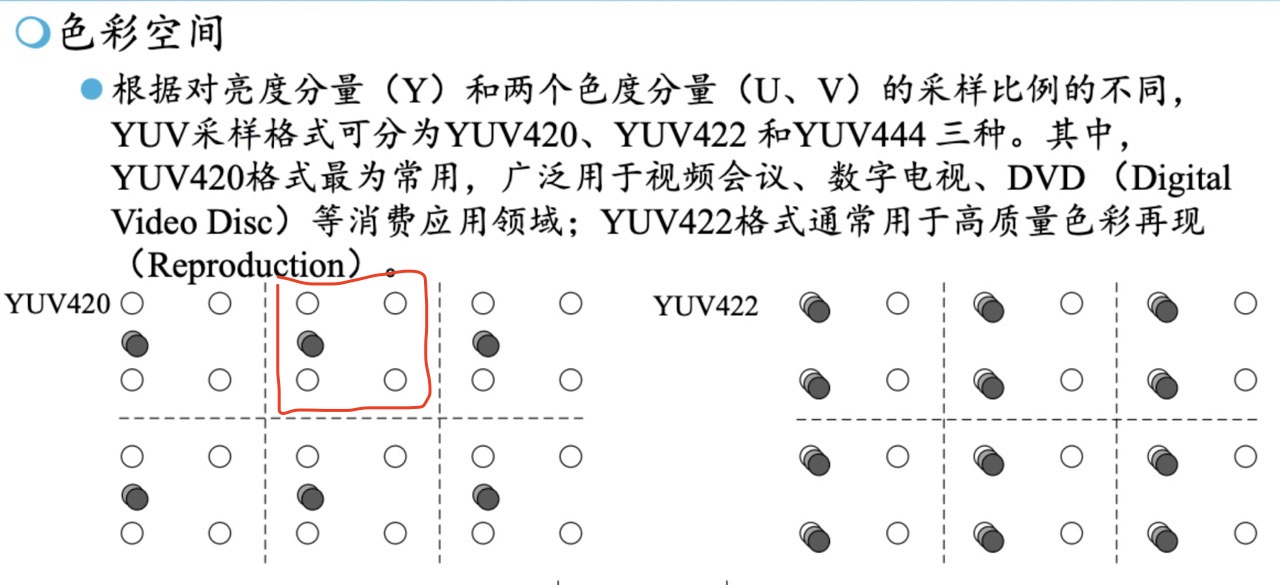 色彩空间
根据对亮度分量（Y）和两个色度分量（U、V）的采样比例的不同，
YUV采样格式可分为YUV420、YUV422 和YUV444 三种。其中，
YUV420格式最为常用，广泛用于视频会议、数字电视、DVD （Digital
Video Disc）等消费应用领域；YUV422格式通常用于高质量色彩再现
（Reproduction）。
YUV420
YUV422